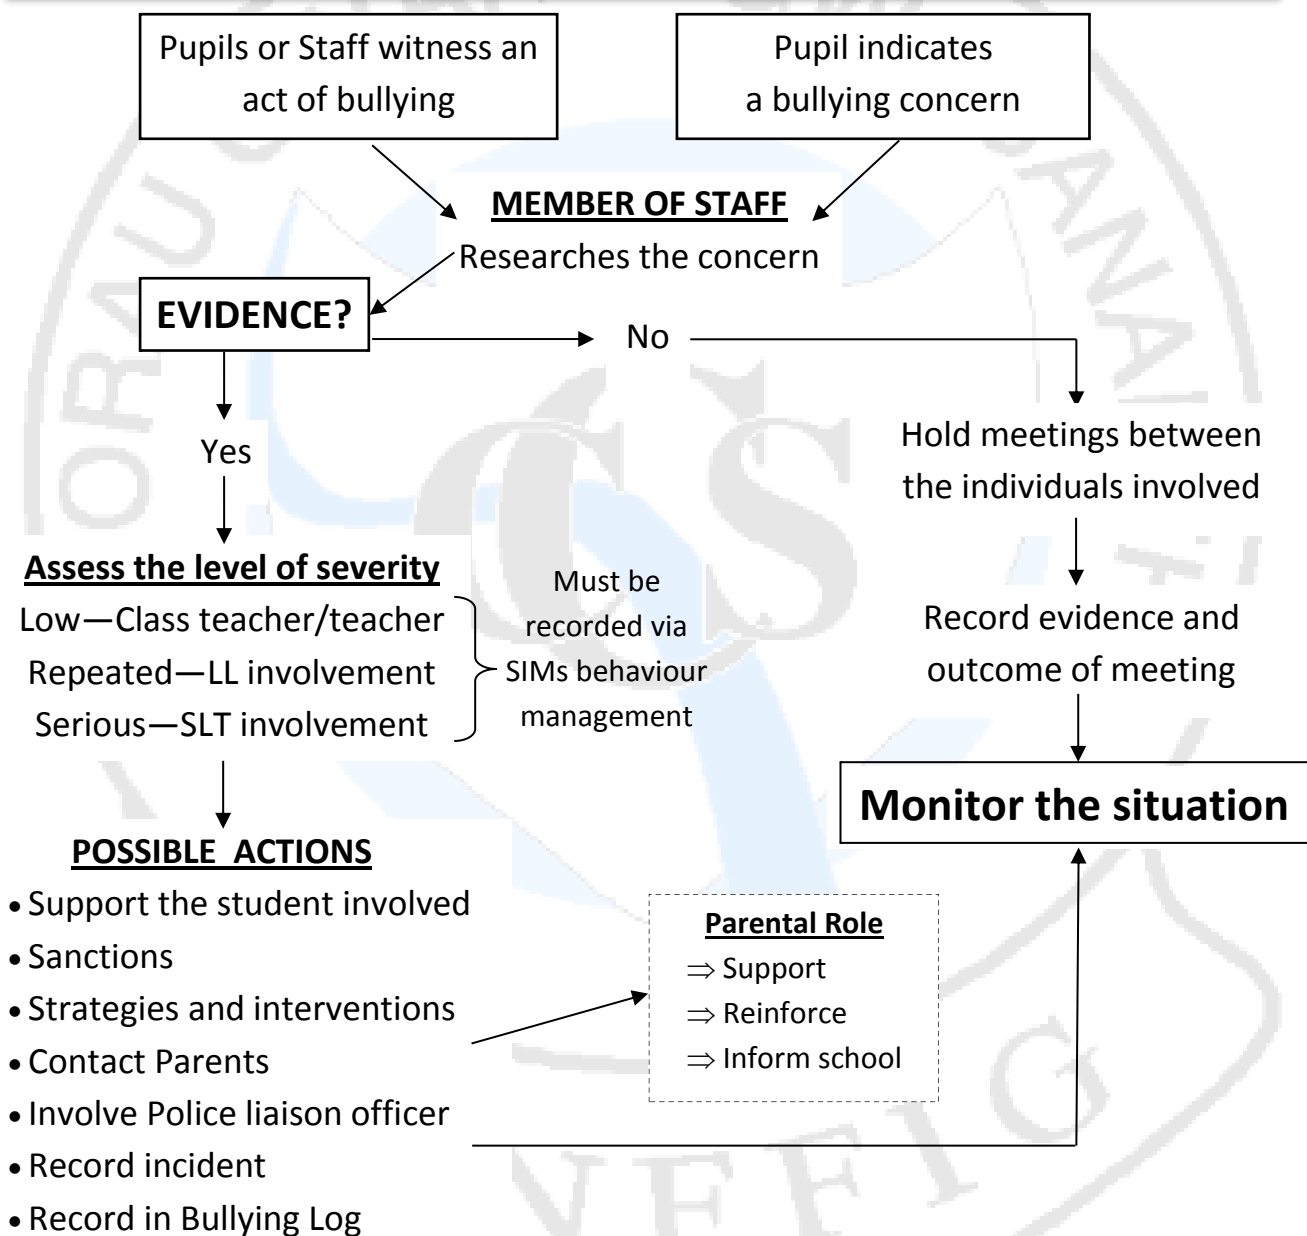 Pupils or Staff witness an
act of bullying
Pupil indicates
a bullying concern
MEMBER OF STAFF
Researches the concern
EVIDENCE?
No
Yes
Hold meetings between
the individuals involved
Assess the level of severity
Low—Class teacher/teacher
Repeated—LL involvement
Serious—SLT involvement
Must be
recorded via
SIMs behaviour
management
Record evidence and
outcome of meeting
Monitor the situation
POSSIBLE ACTIONS
• Support the student involved
• Sanctions
• Strategies and interventions
• Contact Parents
• Involve Police liaison officer
• Record incident
• Record in Bullying Log
Parental Role
⇒ Support
⇒ Reinforce
⇒ Inform school
CCS